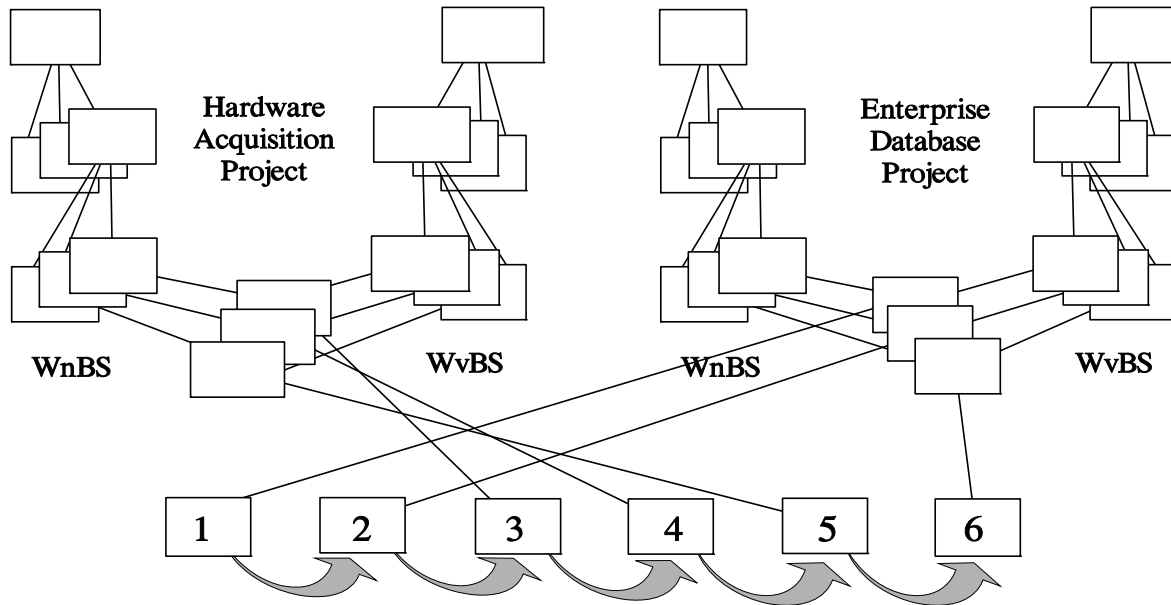 Hardware
Acquisition
Project
Enterprise
Database
Project
WnBS
WvBS
WnBS
WvBS
1
2
3
4
5
6